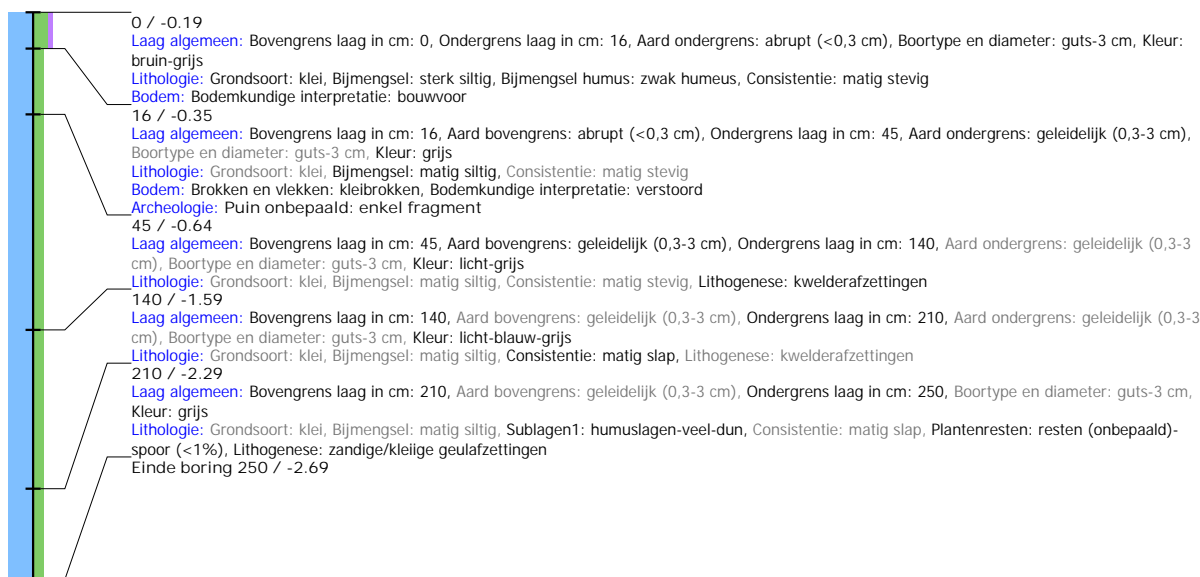 0 / -0.19
Laag algemeen: Bovengrens laag in cm: 0, Ondergrens laag in cm: 16, Aard ondergrens: abrupt (<0,3 cm), Boortype en diameter: guts-3 cm, Kleur:
bruin-grijs
Lithologie: Grondsoort: klei, Bijmengsel: sterk siltig, Bijmengsel humus: zwak humeus, Consistentie: matig stevig
Bodem: Bodemkundige interpretatie: bouwvoor
16 / -0.35
Laag algemeen: Bovengrens laag in cm: 16, Aard bovengrens: abrupt (<0,3 cm), Ondergrens laag in cm: 45, Aard ondergrens: geleidelijk (0,3-3 cm),
Boortype en diameter: guts-3 cm, Kleur: grijs
Lithologie: Grondsoort: klei, Bijmengsel: matig siltig, Consistentie: matig stevig
Bodem: Brokken en vlekken: kleibrokken, Bodemkundige interpretatie: verstoord
Archeologie: Puin onbepaald: enkel fragment
45 / -0.64
Laag algemeen: Bovengrens laag in cm: 45, Aard bovengrens: geleidelijk (0,3-3 cm), Ondergrens laag in cm: 140, Aard ondergrens: geleidelijk (0,3-3
cm), Boortype en diameter: guts-3 cm, Kleur: licht-grijs
Lithologie: Grondsoort: klei, Bijmengsel: matig siltig, Consistentie: matig stevig, Lithogenese: kwelderafzettingen
140 / -1.59
Laag algemeen: Bovengrens laag in cm: 140, Aard bovengrens: geleidelijk (0,3-3 cm), Ondergrens laag in cm: 210, Aard ondergrens: geleidelijk (0,3-3
cm), Boortype en diameter: guts-3 cm, Kleur: licht-blauw-grijs
Lithologie: Grondsoort: klei, Bijmengsel: matig siltig, Consistentie: matig slap, Lithogenese: kwelderafzettingen
210 / -2.29
Laag algemeen: Bovengrens laag in cm: 210, Aard bovengrens: geleidelijk (0,3-3 cm), Ondergrens laag in cm: 250, Boortype en diameter: guts-3 cm,
Kleur: grijs
Lithologie: Grondsoort: klei, Bijmengsel: matig siltig, Sublagen1: humuslagen-veel-dun, Consistentie: matig slap, Plantenresten: resten (onbepaald)-
spoor (<1%), Lithogenese: zandige/kleiige geulafzettingen
Einde boring 250 / -2.69